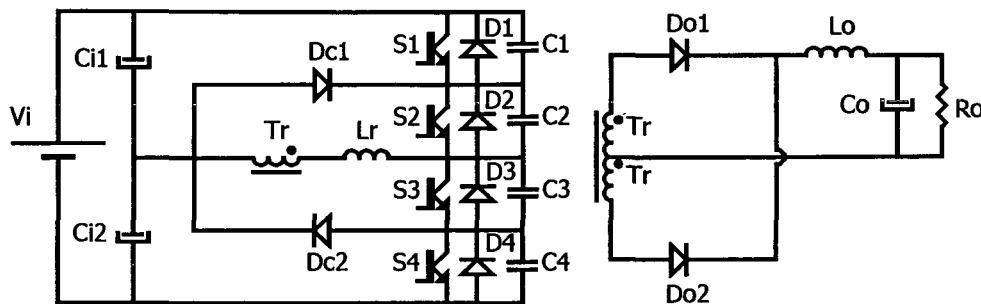 S1 D1 C1 Do1 Lo
Ci1 Dc1
Vi S2 D2 C2 Tr Co Ro
Tr Lr Tr
S3 D3 C3
Ci2 Dc2 S4 D4 C4 Do2